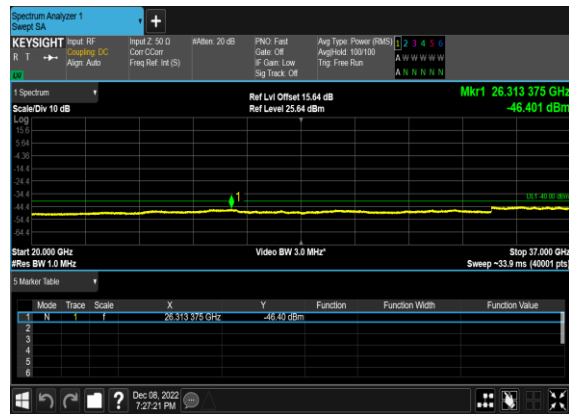 Spectrum Analyzer 1
Swept SA
+
KEYSIGHT Input: RF Input Z: 50 Ω #Atten: 20 dB PNO: Fast Avg Type: Power (RMS) 1 2 3 4 5 6
R T Coupling: DC Corr CCorr Gate: Off Avg|Hold: 100/100 A W W W W W
Align: Auto Freq Ref: Int (S) IF Gain: Low Trig: Free Run
Sig Track: Off A N N N N N
1 Spectrum Ref Lvl Offset 15.64 dB Mkr1 26.313 375 GHz
Scale/Div 10 dB Ref Level 25.64 dBm -46.401 dBm
Log
15.6
5.64
-4.36
-14.4
-24.4
-34.4
1
-44.4
-54.4
-64.4
Start 20.000 GHz Video BW 3.0 MHz* Stop 37.000 GHz
#Res BW 1.0 MHz Sweep ~33.9 ms (40001 pts)
5 Marker Table
Mode Trace Scale X Y Function Function Width Function Value
1 N 1 f 26.313 375 GHz -46.40 dBm
2
3
4
5
6
? Dec 08, 2022
7:27:21 PM